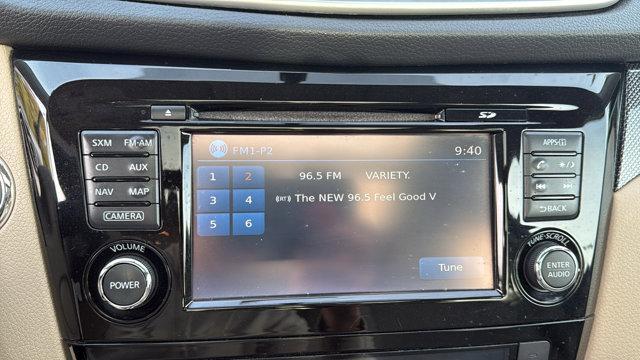 SD
SXM FM·AM
CD AUX
NAV MAP
CAMERA
VOLUME
POWER
FM1-P2 9:40
1 2
3 4
5 6
96.5 FM VARIETY.
(RT) The NEW 96.5 Feel Good V
Tune
APPS
BACK
TUNE·SCROLL
ENTER
AUDIO